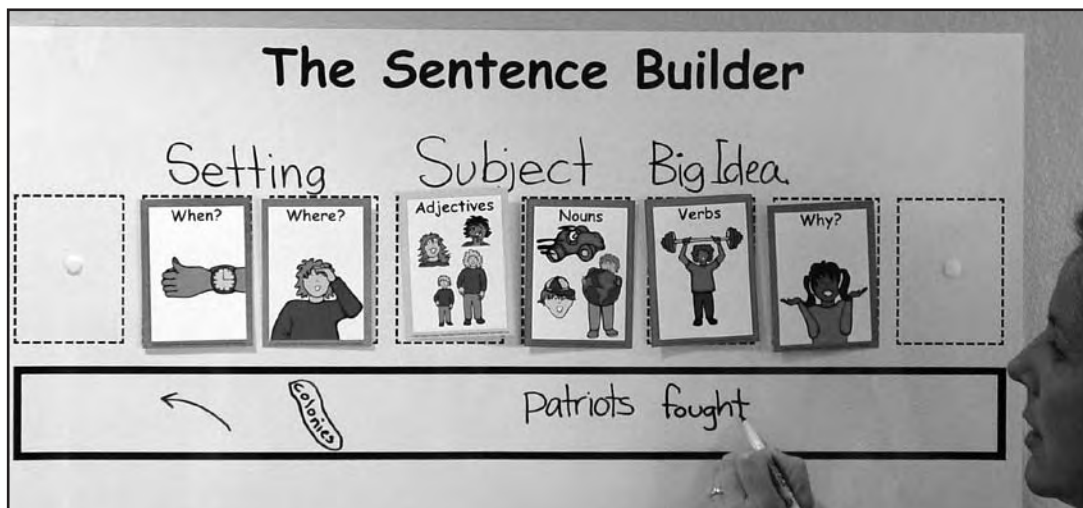 The Sentence Builder
Setting Subject Big Idea
When? Where? Adjectives Nouns Verbs Why?
colonies patriots fought